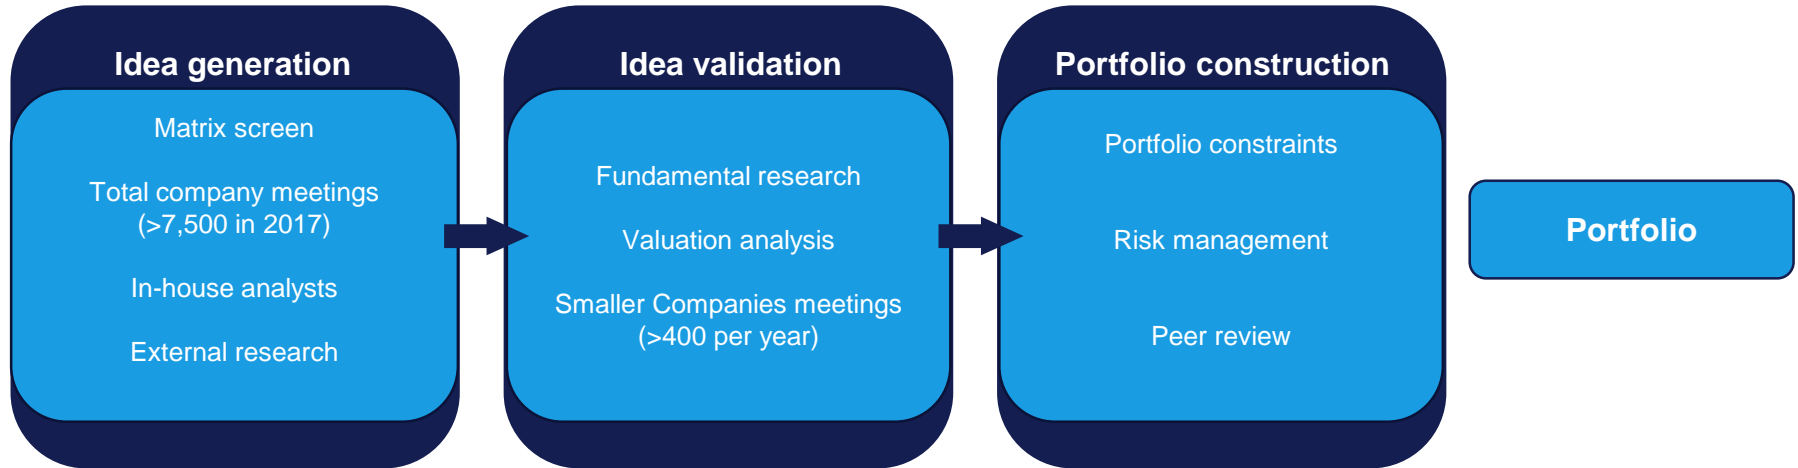 Idea generation
Matrix screen
Total company meetings
(>7,500 in 2017)
In-house analysts
External research
Idea validation
Fundamental research
Valuation analysis
Smaller Companies meetings
(>400 per year)
Portfolio construction
Portfolio constraints
Risk management
Peer review
Portfolio